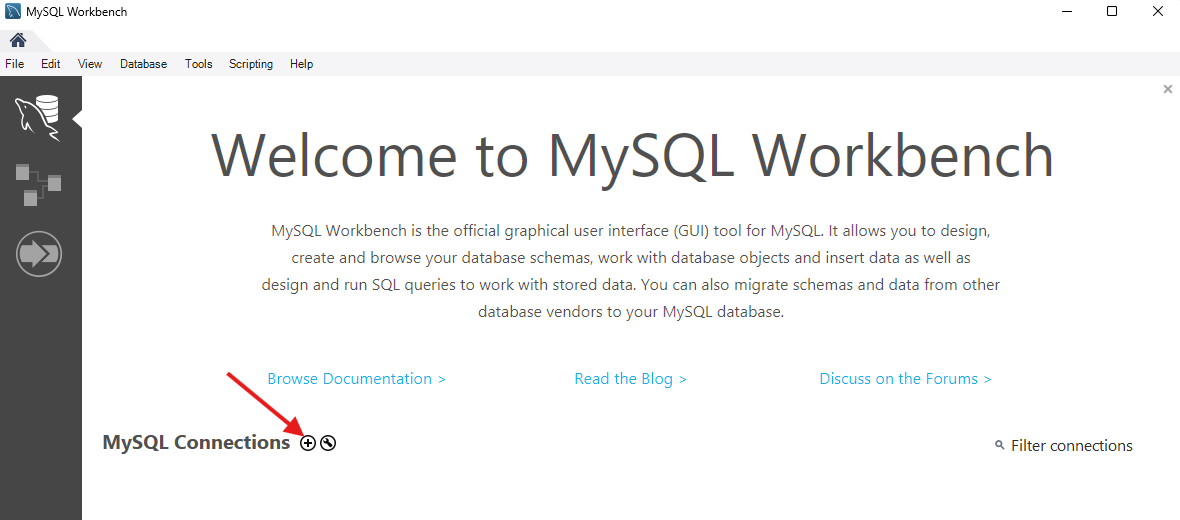 MySQL Workbench
File Edit View Database Tools Scripting Help
Welcome to MySQL Workbench
MySQL Workbench is the official graphical user interface (GUI) tool for MySQL. It allows you to design,
create and browse your database schemas, work with database objects and insert data as well as
design and run SQL queries to work with stored data. You can also migrate schemas and data from other
database vendors to your MySQL database.
Browse Documentation > Read the Blog > Discuss on the Forums >
MySQL Connections Filter connections